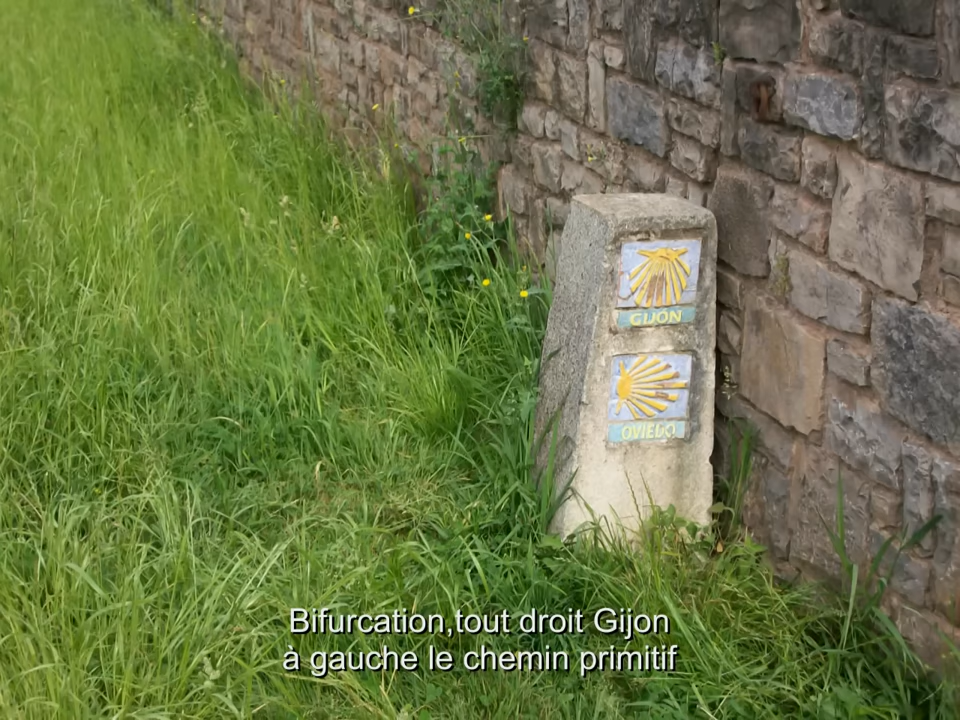 GIJÓN
OVIEDO
Bifurcation,tout droit Gijon
à gauche le chemin primitif